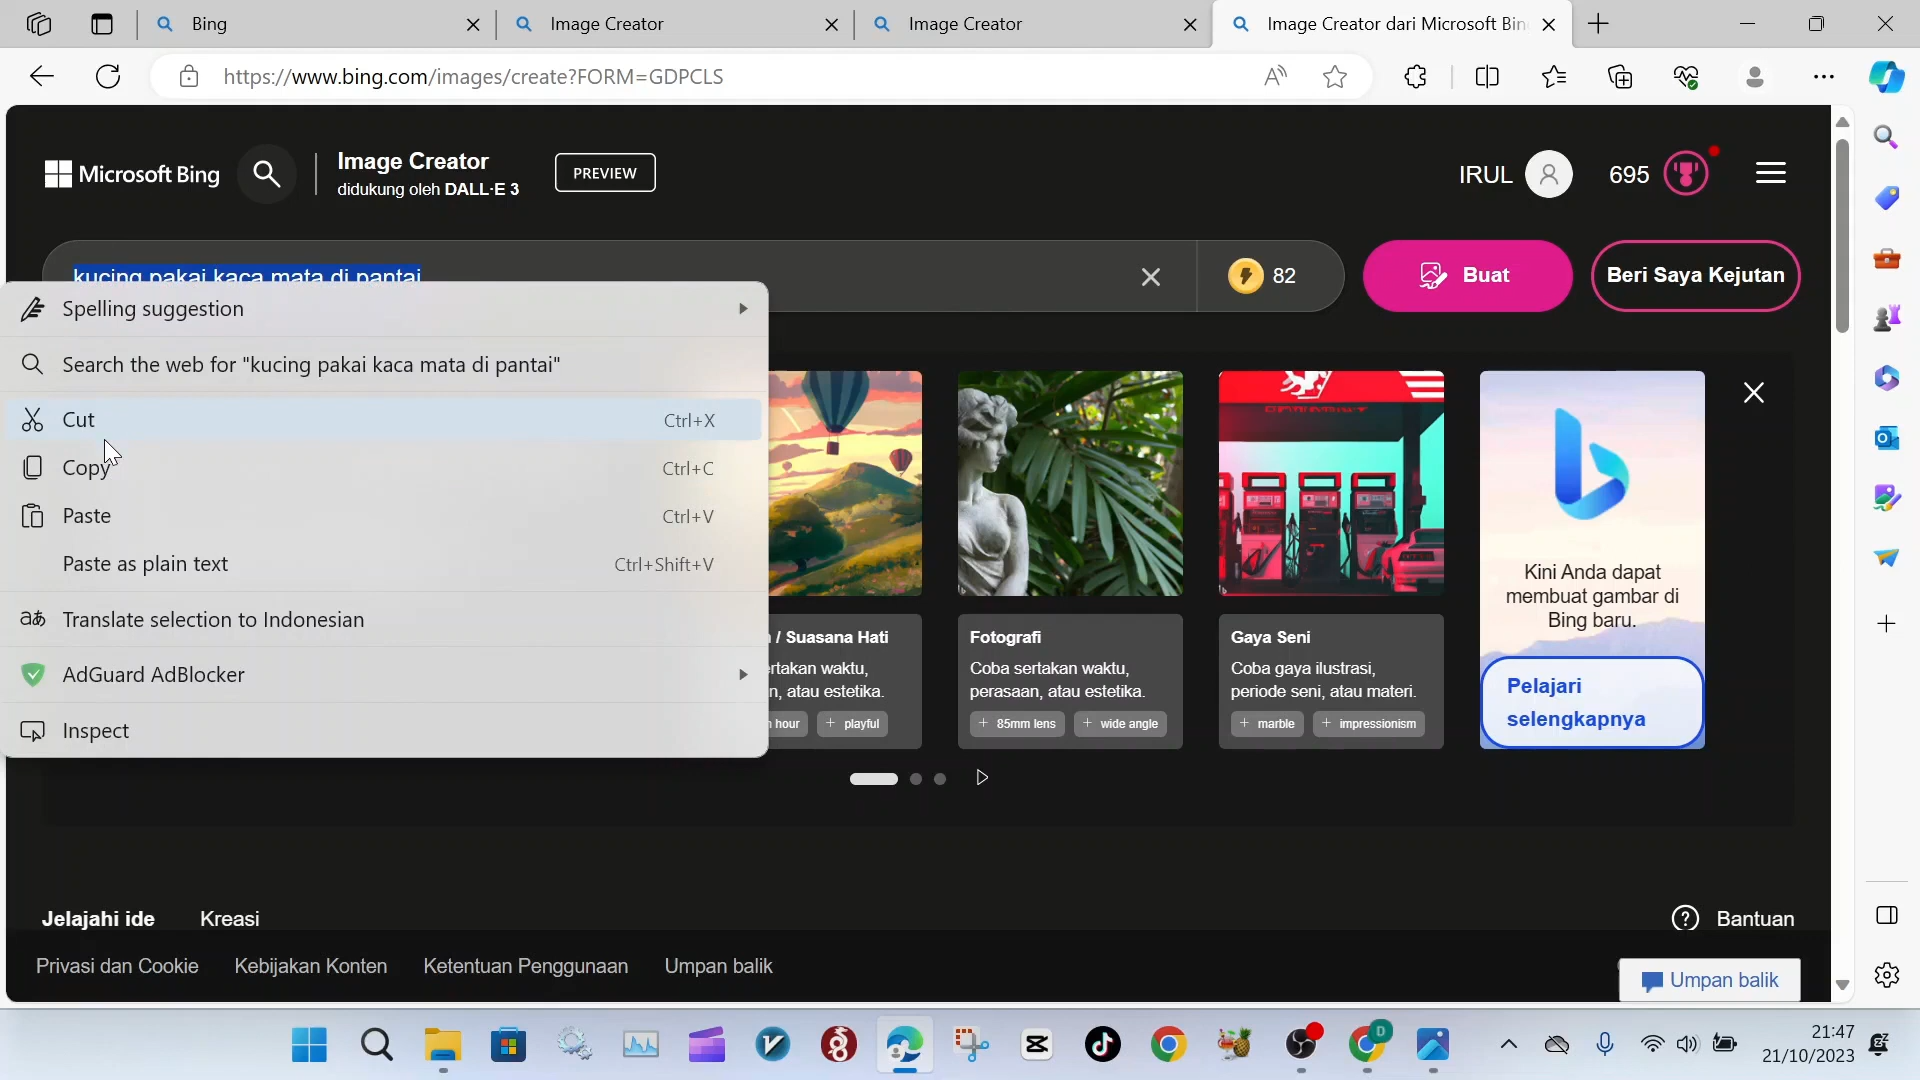 Bing
Image Creator
Image Creator
Image Creator dari Microsoft Bin
https://www.bing.com/images/create?FORM=GDPCLS
Microsoft Bing
Image Creator
didukung oleh DALL·E 3
PREVIEW
IRUL
695
kucing pakai kaca mata di pantai
82
Buat
Beri Saya Kejutan
Spelling suggestion
Search the web for "kucing pakai kaca mata di pantai"
Cut Ctrl+X
Copy Ctrl+C
Paste Ctrl+V
Paste as plain text Ctrl+Shift+V
Translate selection to Indonesian
AdGuard AdBlocker
Inspect
/ Suasana Hati
ertakan waktu,
n, atau estetika.
hour
+ playful
Fotografi
Coba sertakan waktu,
perasaan, atau estetika.
+ 85mm lens
+ wide angle
Gaya Seni
Coba gaya ilustrasi,
periode seni, atau materi.
+ marble
+ impressionism
Kini Anda dapat
membuat gambar di
Bing baru.
Pelajari
selengkapnya
Jelajahi ide
Kreasi
Bantuan
Privasi dan Cookie
Kebijakan Konten
Ketentuan Penggunaan
Umpan balik
Umpan balik
21:47
21/10/2023